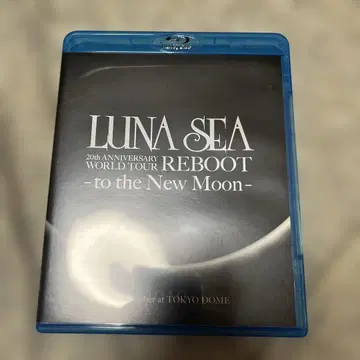 LUNA SEA
20th ANNIVERSARY
WORLD TOUR REBOOT
-to the New Moon-
at TOKYO DOME